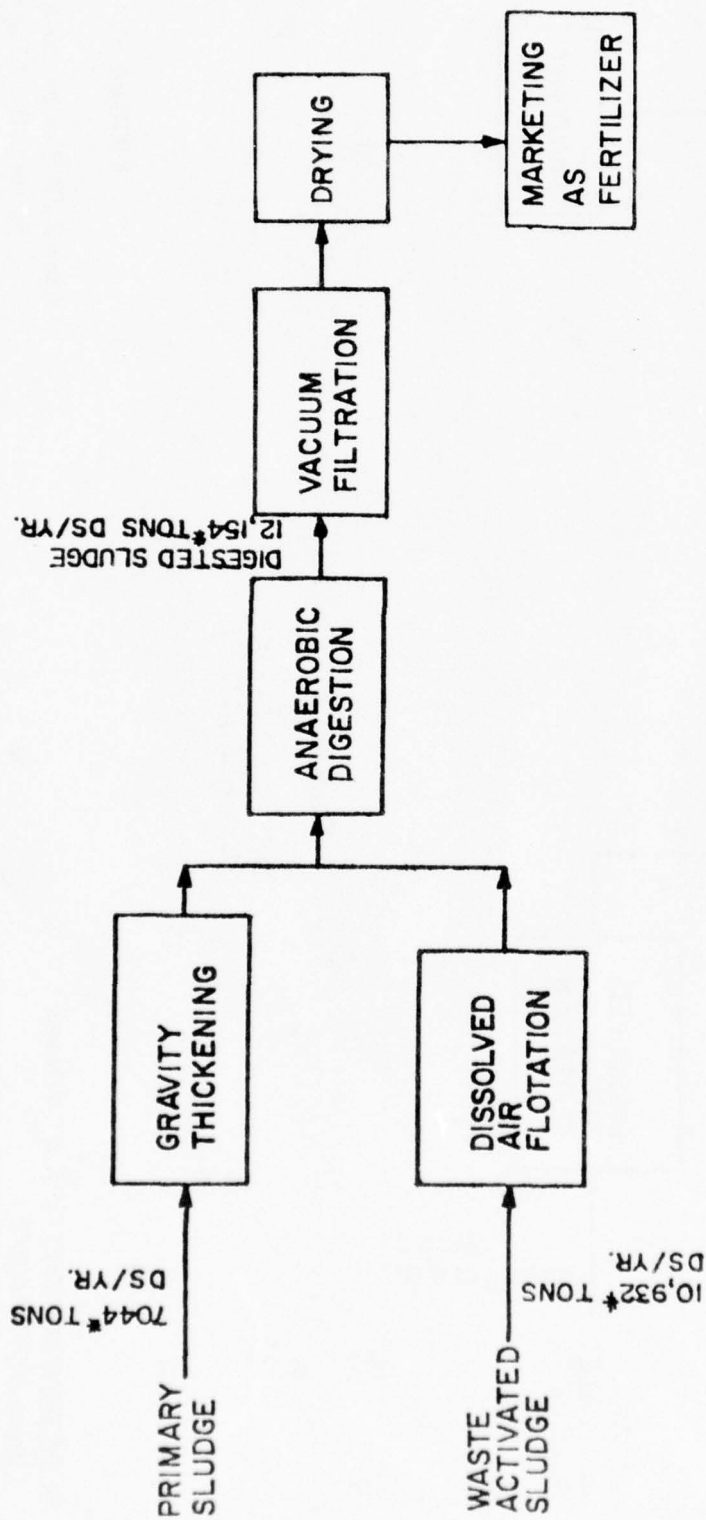 PRIMARY
SLUDGE
7044* TONS
DS/YR.
GRAVITY
THICKENING
WASTE
ACTIVATED
SLUDGE
10,932* TONS
DS/YR.
DISSOLVED
AIR
FLOTATION
ANAEROBIC
DIGESTION
DIGESTED SLUDGE
12,154* TONS DS/YR.
VACUUM
FILTRATION
DRYING
MARKETING
AS
FERTILIZER